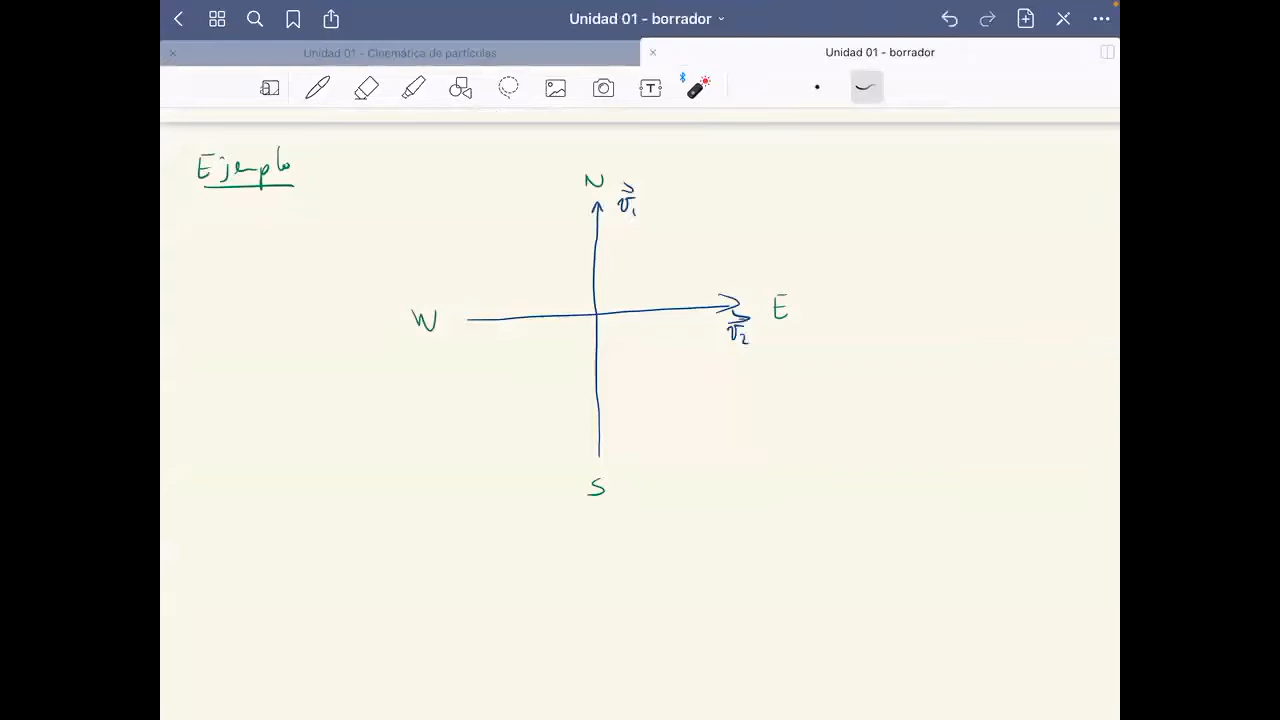 Unidad 01 - borrador
Unidad 01 - Cinemática de partículas
Unidad 01 - borrador
T
Ejemplo
N
v⃗₁
W
E
v⃗₂
S